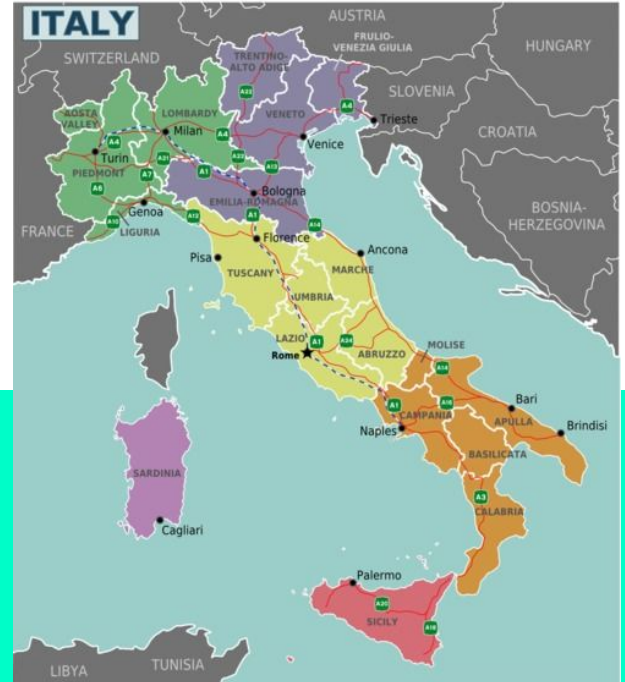 ITALY
AUSTRIA
HUNGARY
SWITZERLAND
TRENTINO-
ALTO ADIGE
FRULIO-
VENEZIA GIULIA
SLOVENIA
CROATIA
BOSNIA-
HERZEGOVINA
FRANCE
AOSTA
VALLEY
LOMBARDY
VENETO
A22
A4
Trieste
Milan
A4
A4
Venice
Turin
A21
A22
A13
PIEDMONT
A7
A1
A6
Bologna
EMILIA-ROMAGNA
Genoa
A10
LIGURIA
A12
A1
A14
Florence
Pisa
TUSCANY
Ancona
MARCHE
UMBRIA
LAZIO
A1
A24
ABRUZZO
MOLISE
Rome
A14
A1
CAMPANIA
A16
Bari
APULLA
Naples
Brindisi
BASILICATA
SARDINIA
A3
CALABRIA
Cagliari
Palermo
A20
SICILY
A18
LIBYA
TUNISIA